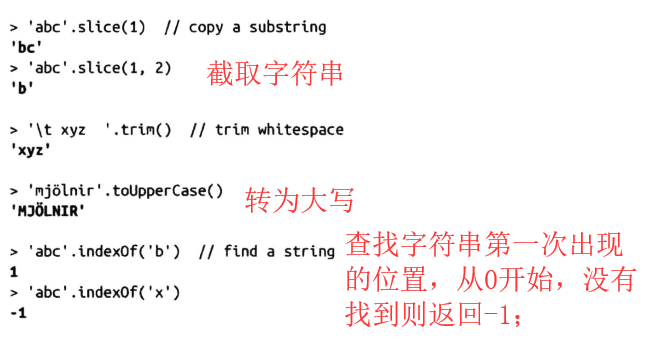 > 'abc'.slice(1)  // copy a substring
'bc'
> 'abc'.slice(1, 2)
'b'
截取字符串
> '\t xyz  '.trim()  // trim whitespace
'xyz'
> 'mjölnir'.toUpperCase()
'MJÖLNIR'
转为大写
> 'abc'.indexOf('b')  // find a string
1
> 'abc'.indexOf('x')
-1
查找字符串第一次出现
的位置，从0开始，没有
找到则返回-1；